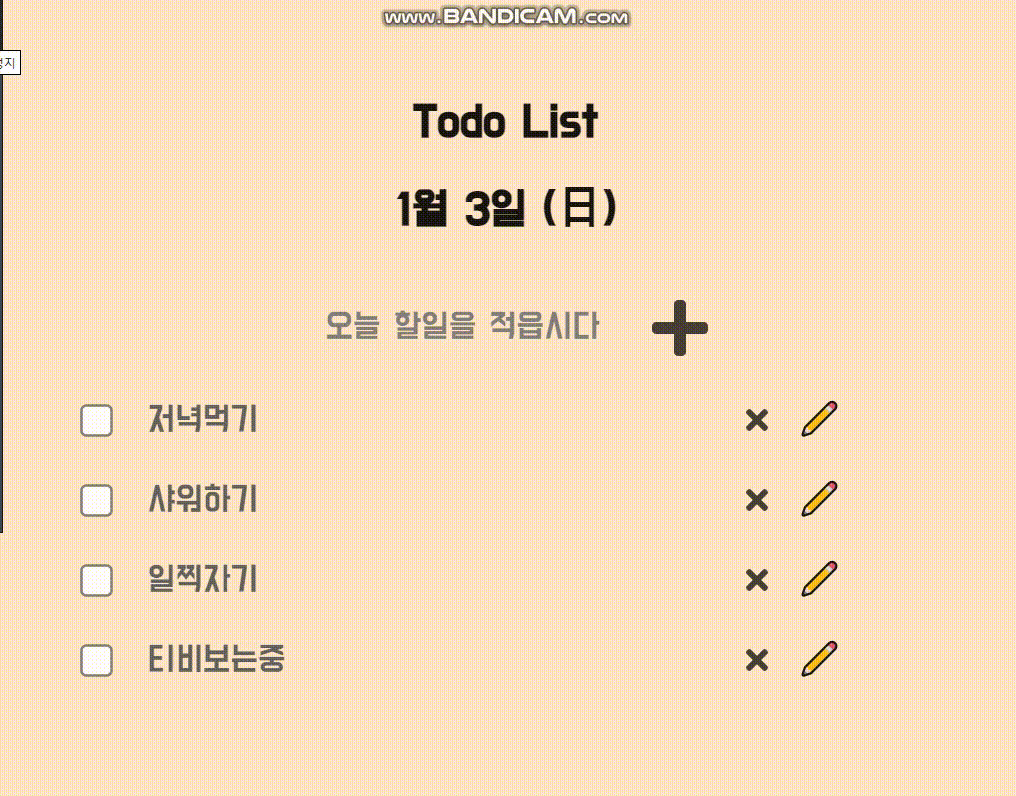 www.BANDICAM.com
Todo List
1월 3일 (日)
오늘 할일을 적읍시다
저녁먹기
샤워하기
일찍자기
티비보는중